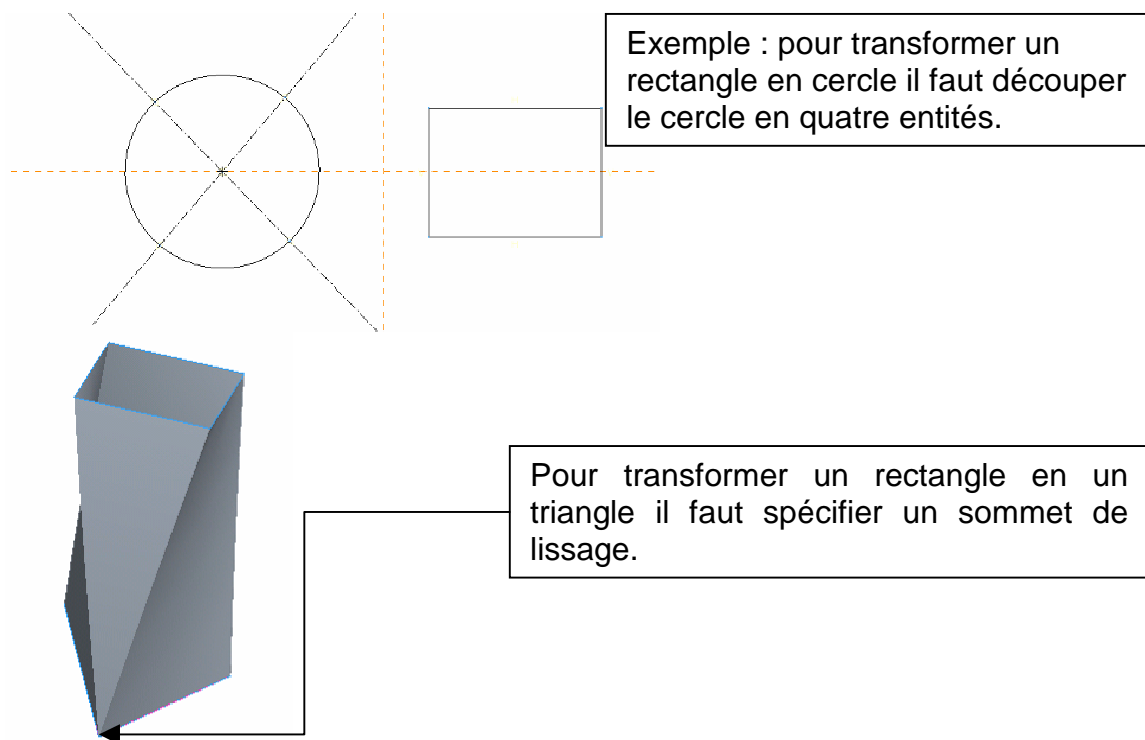 Exemple : pour transformer un
rectangle en cercle il faut découper
le cercle en quatre entités.
Pour transformer un rectangle en un
triangle il faut spécifier un sommet de
lissage.